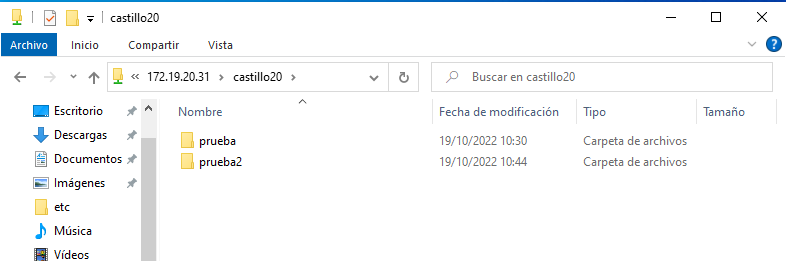 castillo20
Archivo Inicio Compartir Vista
172.19.20.31 castillo20 Buscar en castillo20
Nombre Fecha de modificación Tipo Tamaño
Escritorio
Descargas
Documentos
Imágenes
etc
Música
Vídeos
prueba 19/10/2022 10:30 Carpeta de archivos
prueba2 19/10/2022 10:44 Carpeta de archivos